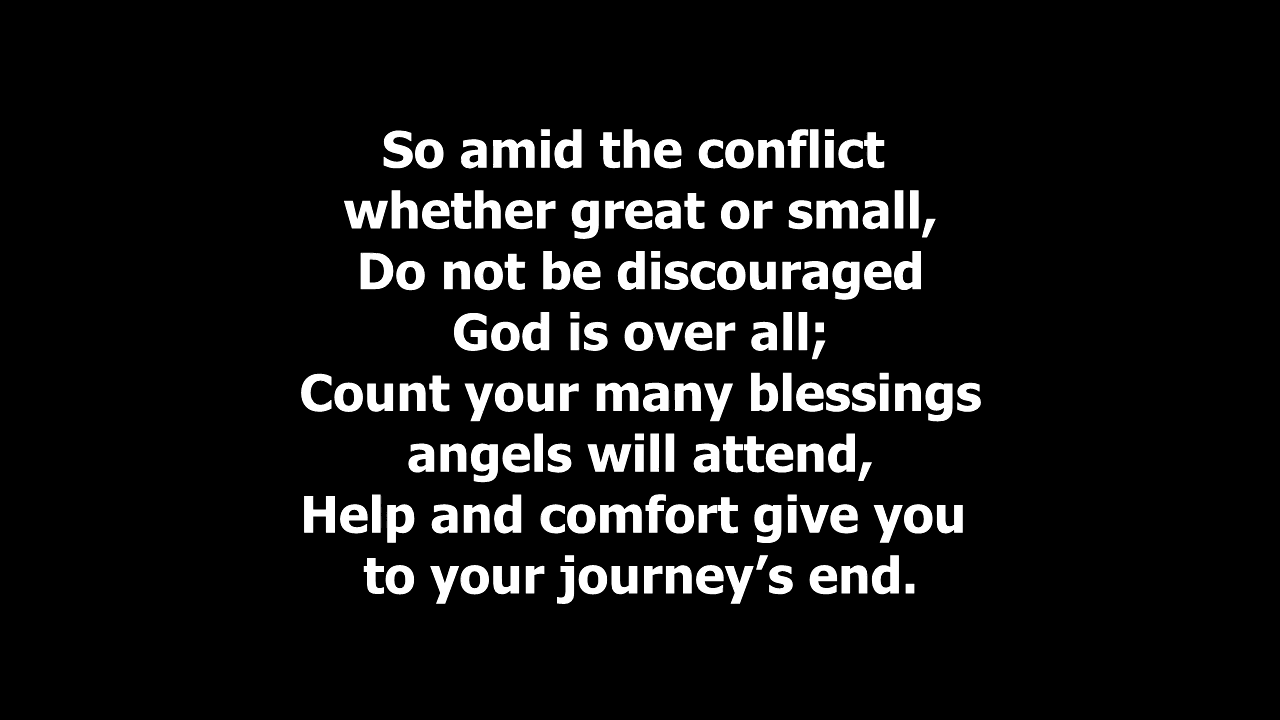 So amid the conflict
whether great or small,
Do not be discouraged
God is over all;
Count your many blessings
angels will attend,
Help and comfort give you
to your journey’s end.